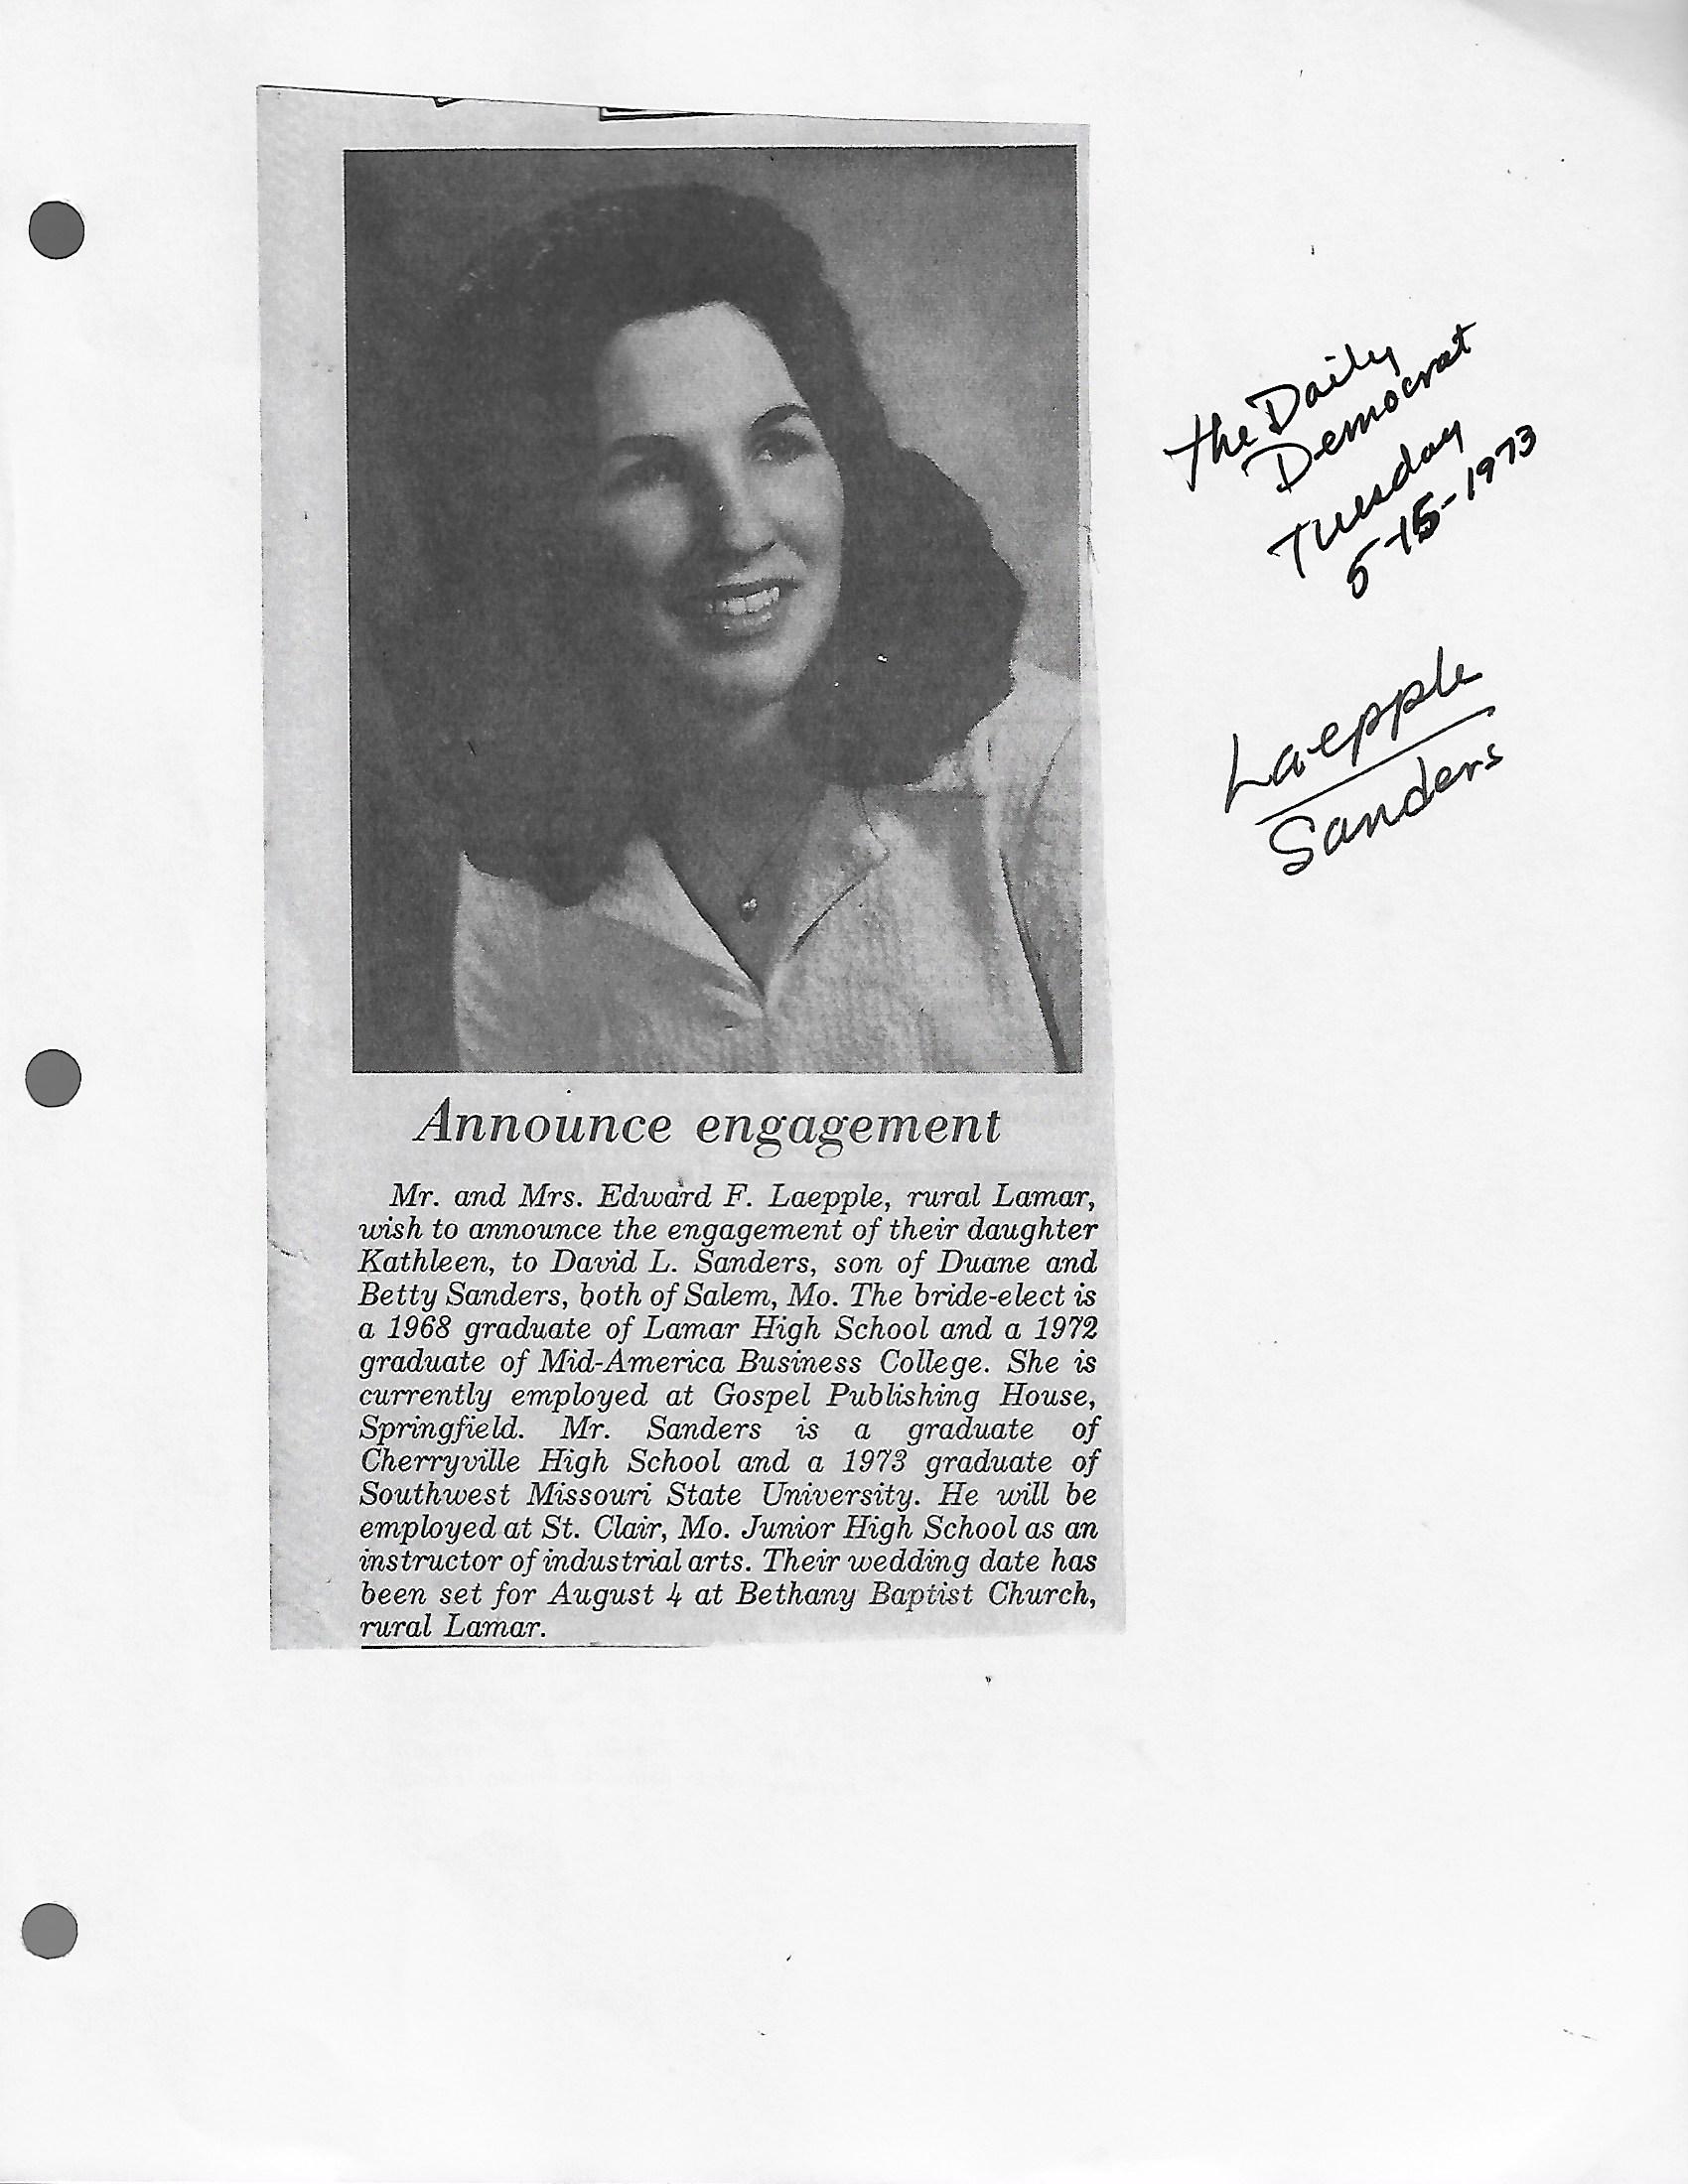 the Daily
Democrat
Tuesday
5-15-1973
Laepple
Sanders
Announce engagement
Mr. and Mrs. Edward F. Laepple, rural Lamar,
wish to announce the engagement of their daughter
Kathleen, to David L. Sanders, son of Duane and
Betty Sanders, both of Salem, Mo. The bride-elect is
a 1968 graduate of Lamar High School and a 1972
graduate of Mid-America Business College. She is
currently employed at Gospel Publishing House,
Springfield. Mr. Sanders is a graduate of
Cherryville High School and a 1973 graduate of
Southwest Missouri State University. He will be
employed at St. Clair, Mo. Junior High School as an
instructor of industrial arts. Their wedding date has
been set for August 4 at Bethany Baptist Church,
rural Lamar.